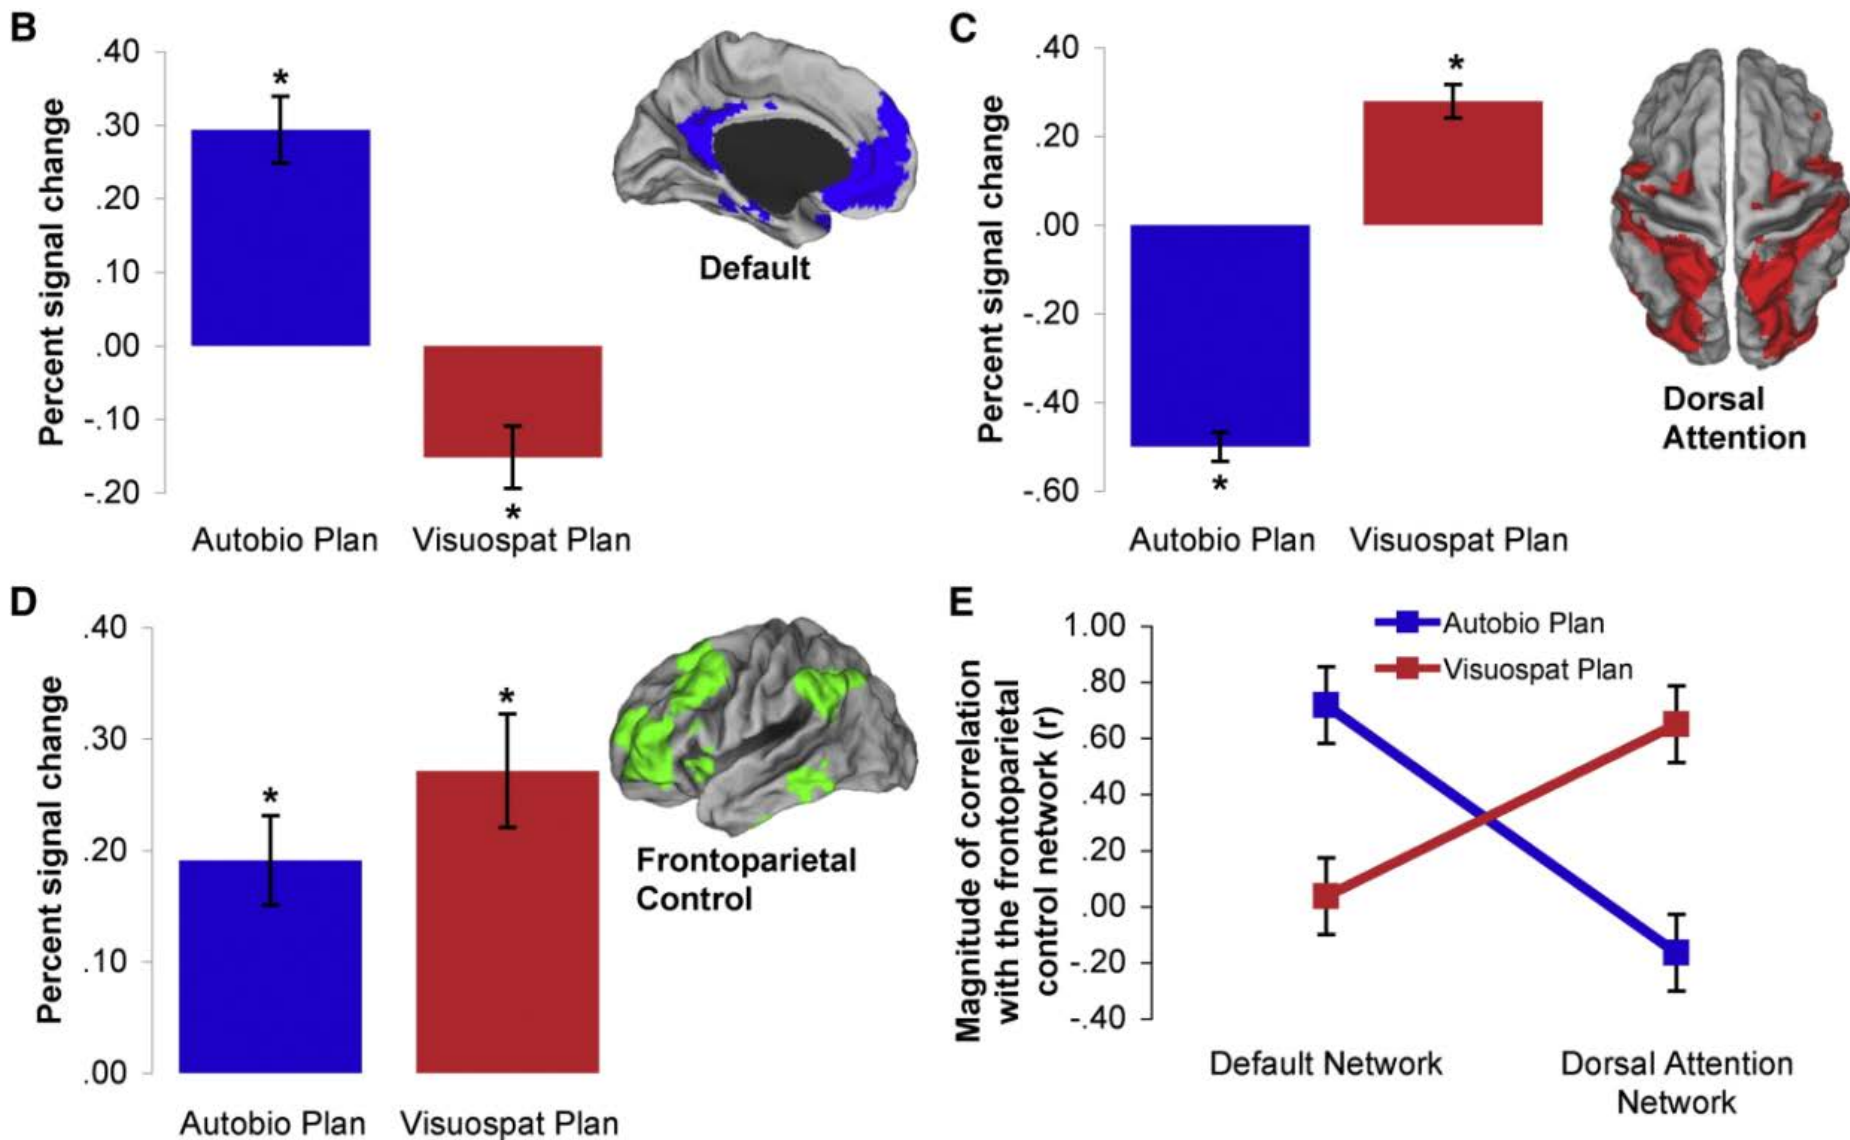 B
.40
.30
.20
.10
.00
-.10
-.20
Percent signal change
*
*
Autobio Plan
Visuospat Plan
Default
C
.40
.20
.00
-.20
-.40
-.60
Percent signal change
*
*
Autobio Plan
Visuospat Plan
Dorsal
Attention
D
.40
.30
.20
.10
.00
Percent signal change
*
*
Autobio Plan
Visuospat Plan
Frontoparietal
Control
E
1.00
.80
.60
.40
.20
.00
-.20
-.40
Magnitude of correlation
with the frontoparietal
control network (r)
Autobio Plan
Visuospat Plan
Default Network
Dorsal Attention
Network